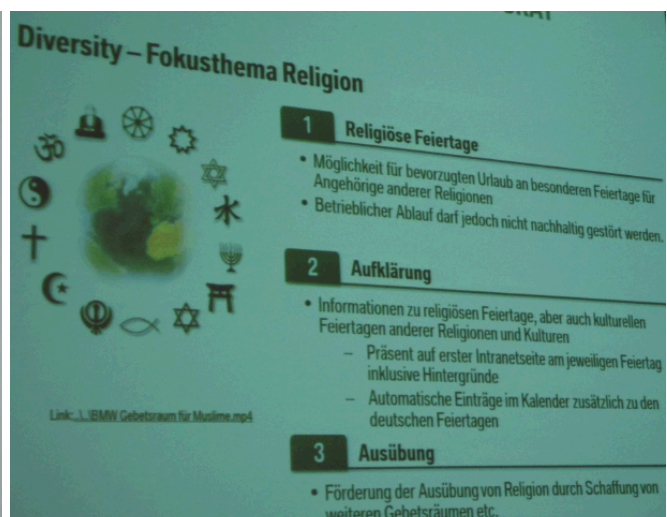 Diversity – Fokusthema Religion
1 Religiöse Feiertage
• Möglichkeit für bevorzugten Urlaub an besonderen Feiertage für
Angehörige anderer Religionen
• Betrieblicher Ablauf darf jedoch nicht nachhaltig gestört werden.
2 Aufklärung
• Informationen zu religiösen Feiertage, aber auch kulturellen
Feiertagen anderer Religionen und Kulturen
– Präsent auf erster Intranetseite am jeweiligen Feiertag
inklusive Hintergründe
– Automatische Einträge im Kalender zusätzlich zu den
deutschen Feiertagen
Link:..\..\BMW Gebetsraum für Muslime.mp4
3 Ausübung
• Förderung der Ausübung von Religion durch Schaffung von
weiteren Gebetsräumen etc.